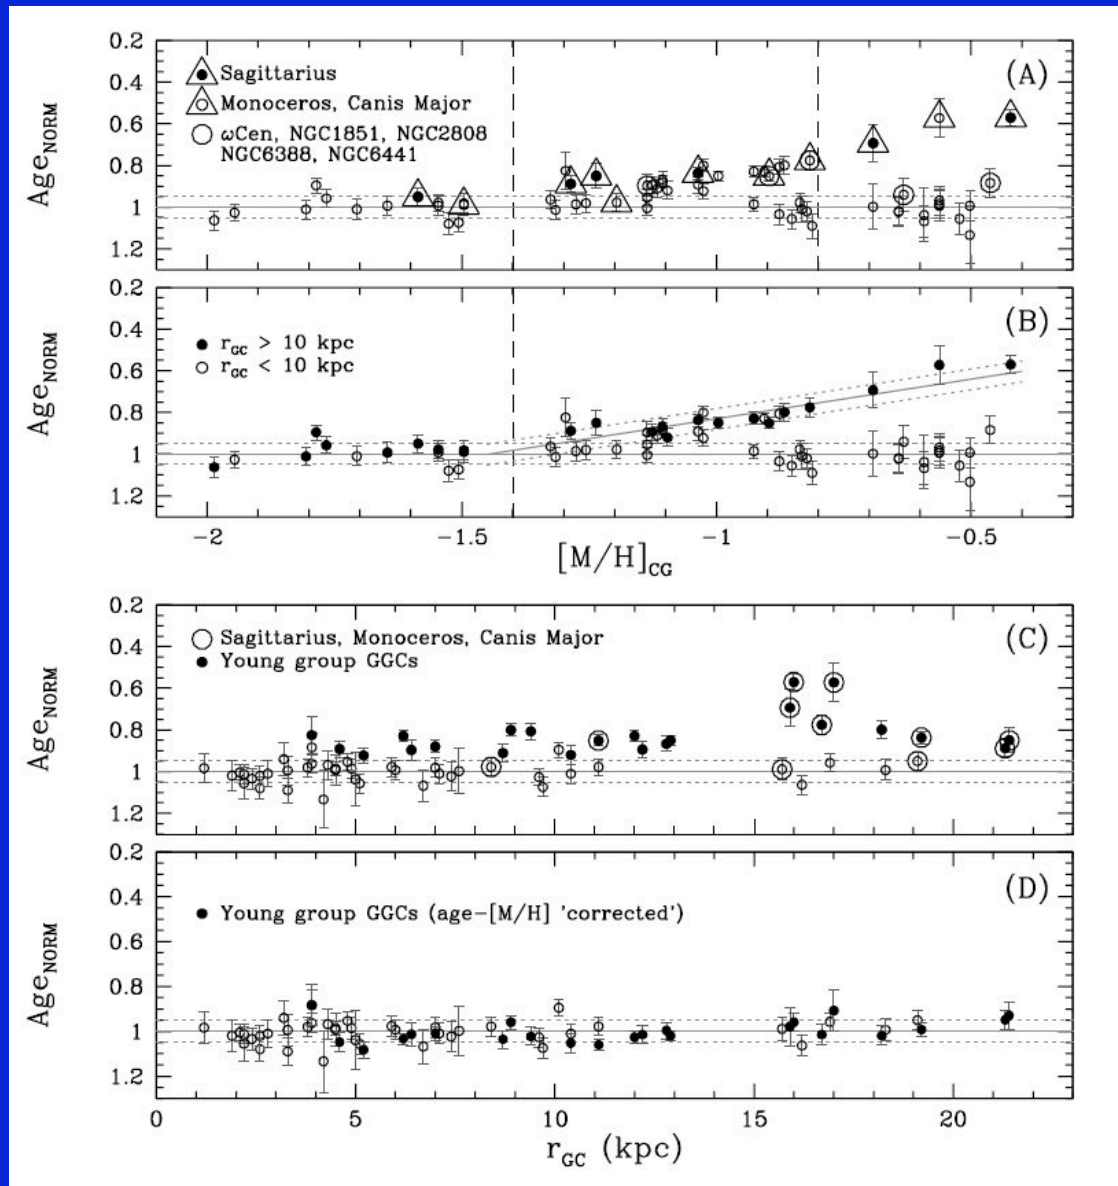 0.2
0.4
0.6
0.8
1
1.2
Age_NORM
Sagittarius
Monoceros, Canis Major
ωCen, NGC1851, NGC2808
NGC6388, NGC6441
(A)
0.2
0.4
0.6
0.8
1
1.2
Age_NORM
r_GC > 10 kpc
r_GC < 10 kpc
(B)
−2 −1.5 −1 −0.5
[M/H]_CG
0.2
0.4
0.6
0.8
1
1.2
Age_NORM
Sagittarius, Monoceros, Canis Major
Young group GGCs
(C)
0.2
0.4
0.6
0.8
1
1.2
Age_NORM
Young group GGCs (age−[M/H] 'corrected')
(D)
0 5 10 15 20
r_GC (kpc)